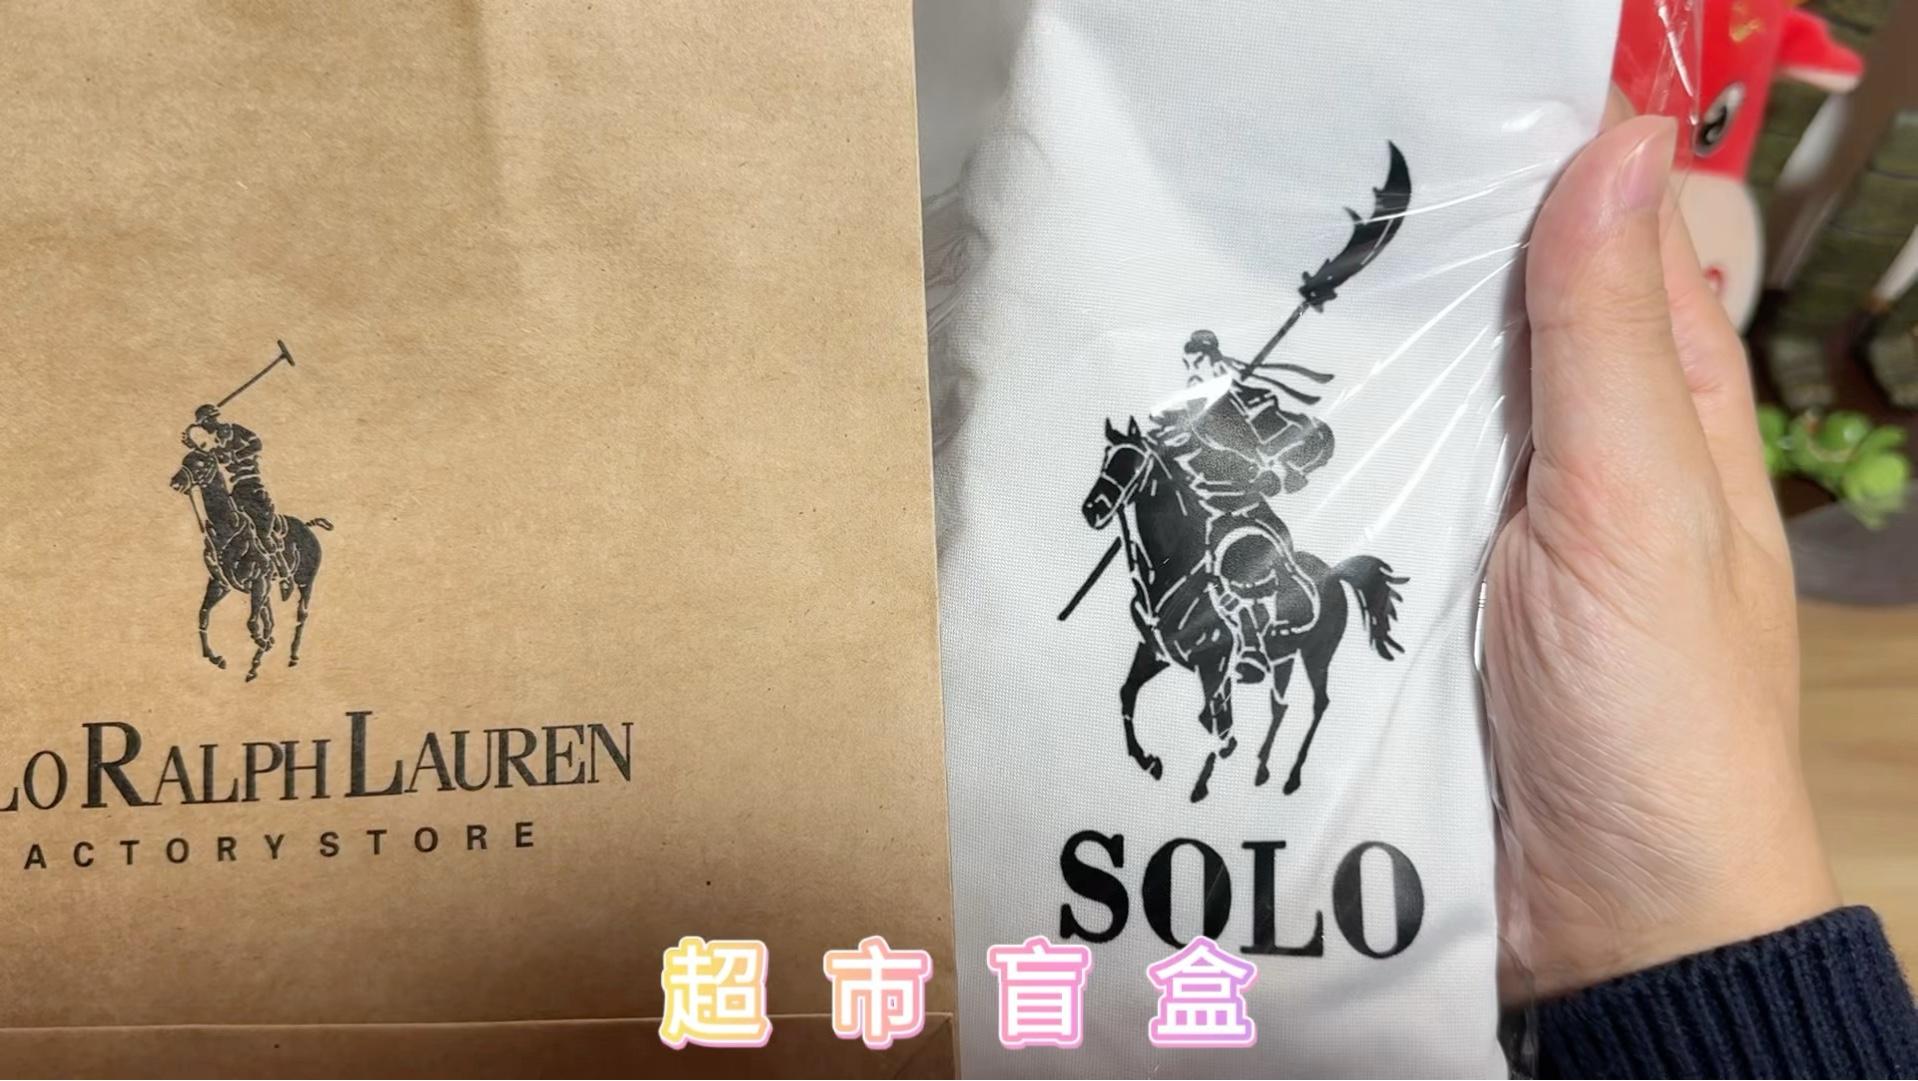 LO RALPH LAUREN
ACTORY STORE
SOLO
超市盲盒